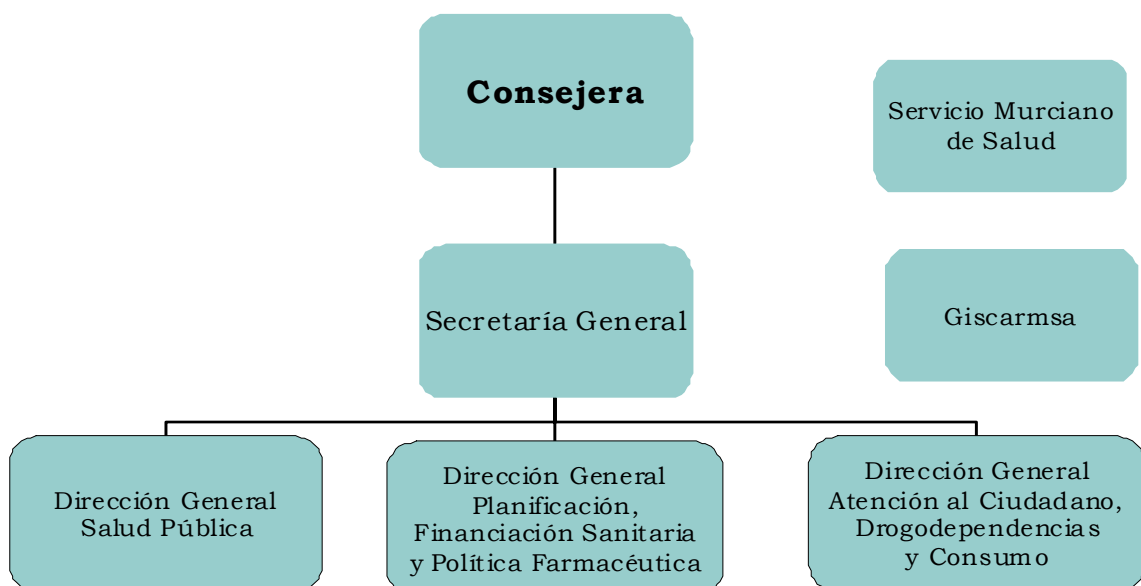 Consejera
Servicio Murciano
de Salud
Secretaría General
Giscarmsa
Dirección General
Salud Pública
Dirección General
Planificación,
Financiación Sanitaria
y Política Farmacéutica
Dirección General
Atención al Ciudadano,
Drogodependencias
y Consumo